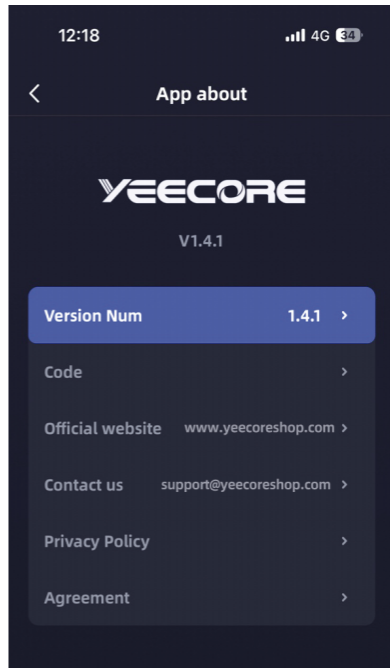 12:18 4G 34
App about
YEECORE
V1.4.1
Version Num 1.4.1
Code
Official website www.yeecoreshop.com
Contact us support@yeecoreshop.com
Privacy Policy
Agreement